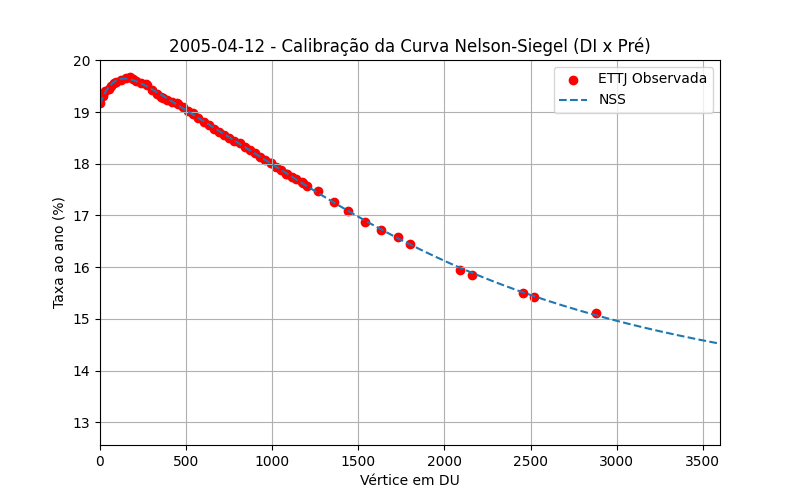 2005-04-12 - Calibração da Curva Nelson-Siegel (DI x Pré)
ETTJ Observada
NSS
Taxa ao ano (%)
20
19
18
17
16
15
14
13
0 500 1000 1500 2000 2500 3000 3500
Vértice em DU